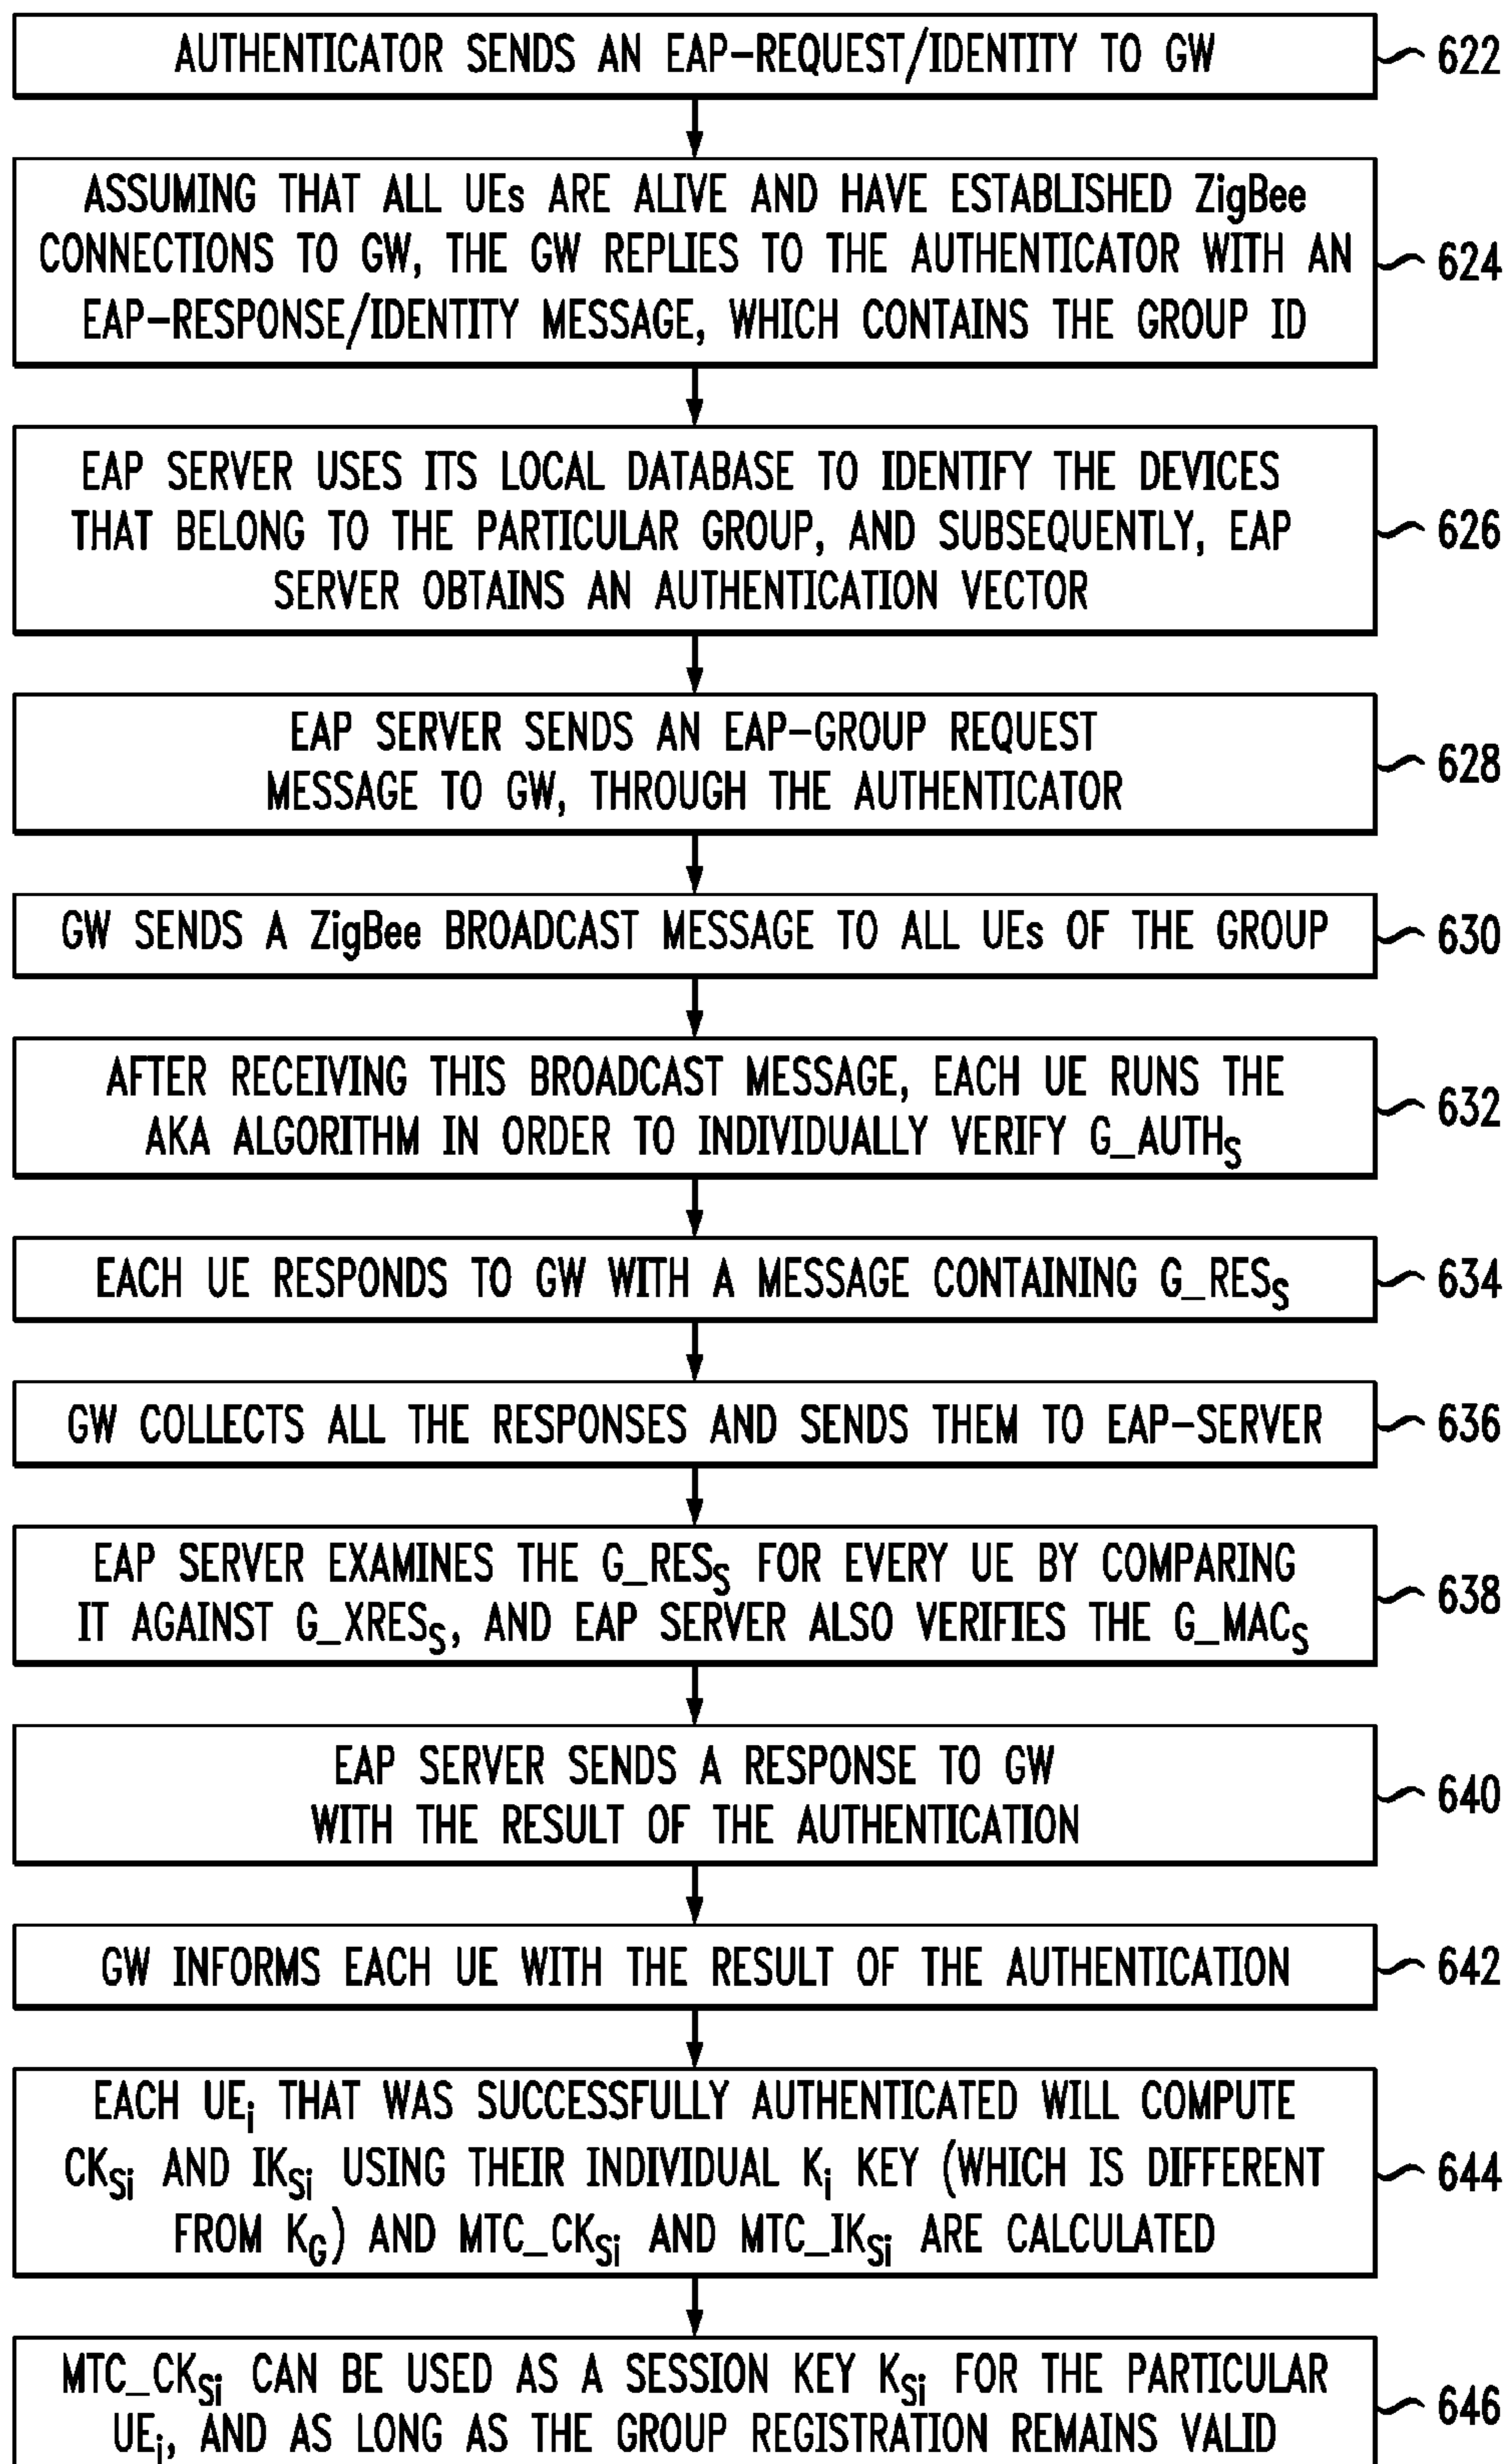 AUTHENTICATOR SENDS AN EAP-REQUEST/IDENTITY TO GW
622
ASSUMING THAT ALL UEs ARE ALIVE AND HAVE ESTABLISHED ZigBee
CONNECTIONS TO GW, THE GW REPLIES TO THE AUTHENTICATOR WITH AN
EAP-RESPONSE/IDENTITY MESSAGE, WHICH CONTAINS THE GROUP ID
624
EAP SERVER USES ITS LOCAL DATABASE TO IDENTIFY THE DEVICES
THAT BELONG TO THE PARTICULAR GROUP, AND SUBSEQUENTLY, EAP
SERVER OBTAINS AN AUTHENTICATION VECTOR
626
EAP SERVER SENDS AN EAP-GROUP REQUEST
MESSAGE TO GW, THROUGH THE AUTHENTICATOR
628
GW SENDS A ZigBee BROADCAST MESSAGE TO ALL UEs OF THE GROUP
630
AFTER RECEIVING THIS BROADCAST MESSAGE, EACH UE RUNS THE
AKA ALGORITHM IN ORDER TO INDIVIDUALLY VERIFY G_AUTHS
632
EACH UE RESPONDS TO GW WITH A MESSAGE CONTAINING G_RESS
634
GW COLLECTS ALL THE RESPONSES AND SENDS THEM TO EAP-SERVER
636
EAP SERVER EXAMINES THE G_RESS FOR EVERY UE BY COMPARING
IT AGAINST G_XRESS, AND EAP SERVER ALSO VERIFIES THE G_MACS
638
EAP SERVER SENDS A RESPONSE TO GW
WITH THE RESULT OF THE AUTHENTICATION
640
GW INFORMS EACH UE WITH THE RESULT OF THE AUTHENTICATION
642
EACH UEi THAT WAS SUCCESSFULLY AUTHENTICATED WILL COMPUTE
CKSi AND IKSi USING THEIR INDIVIDUAL Ki KEY (WHICH IS DIFFERENT
FROM KG) AND MTC_CKSi AND MTC_IKSi ARE CALCULATED
644
MTC_CKSi CAN BE USED AS A SESSION KEY KSi FOR THE PARTICULAR
UEi, AND AS LONG AS THE GROUP REGISTRATION REMAINS VALID
646